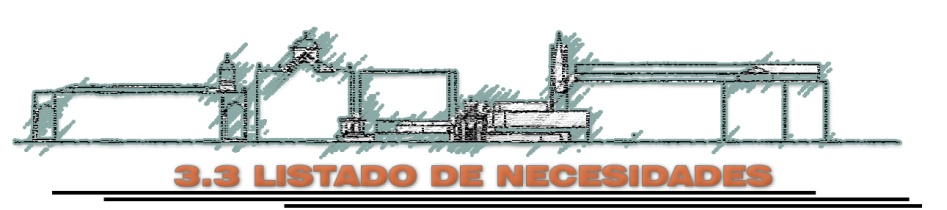 3.3 LISTADO DE NECESIDADES